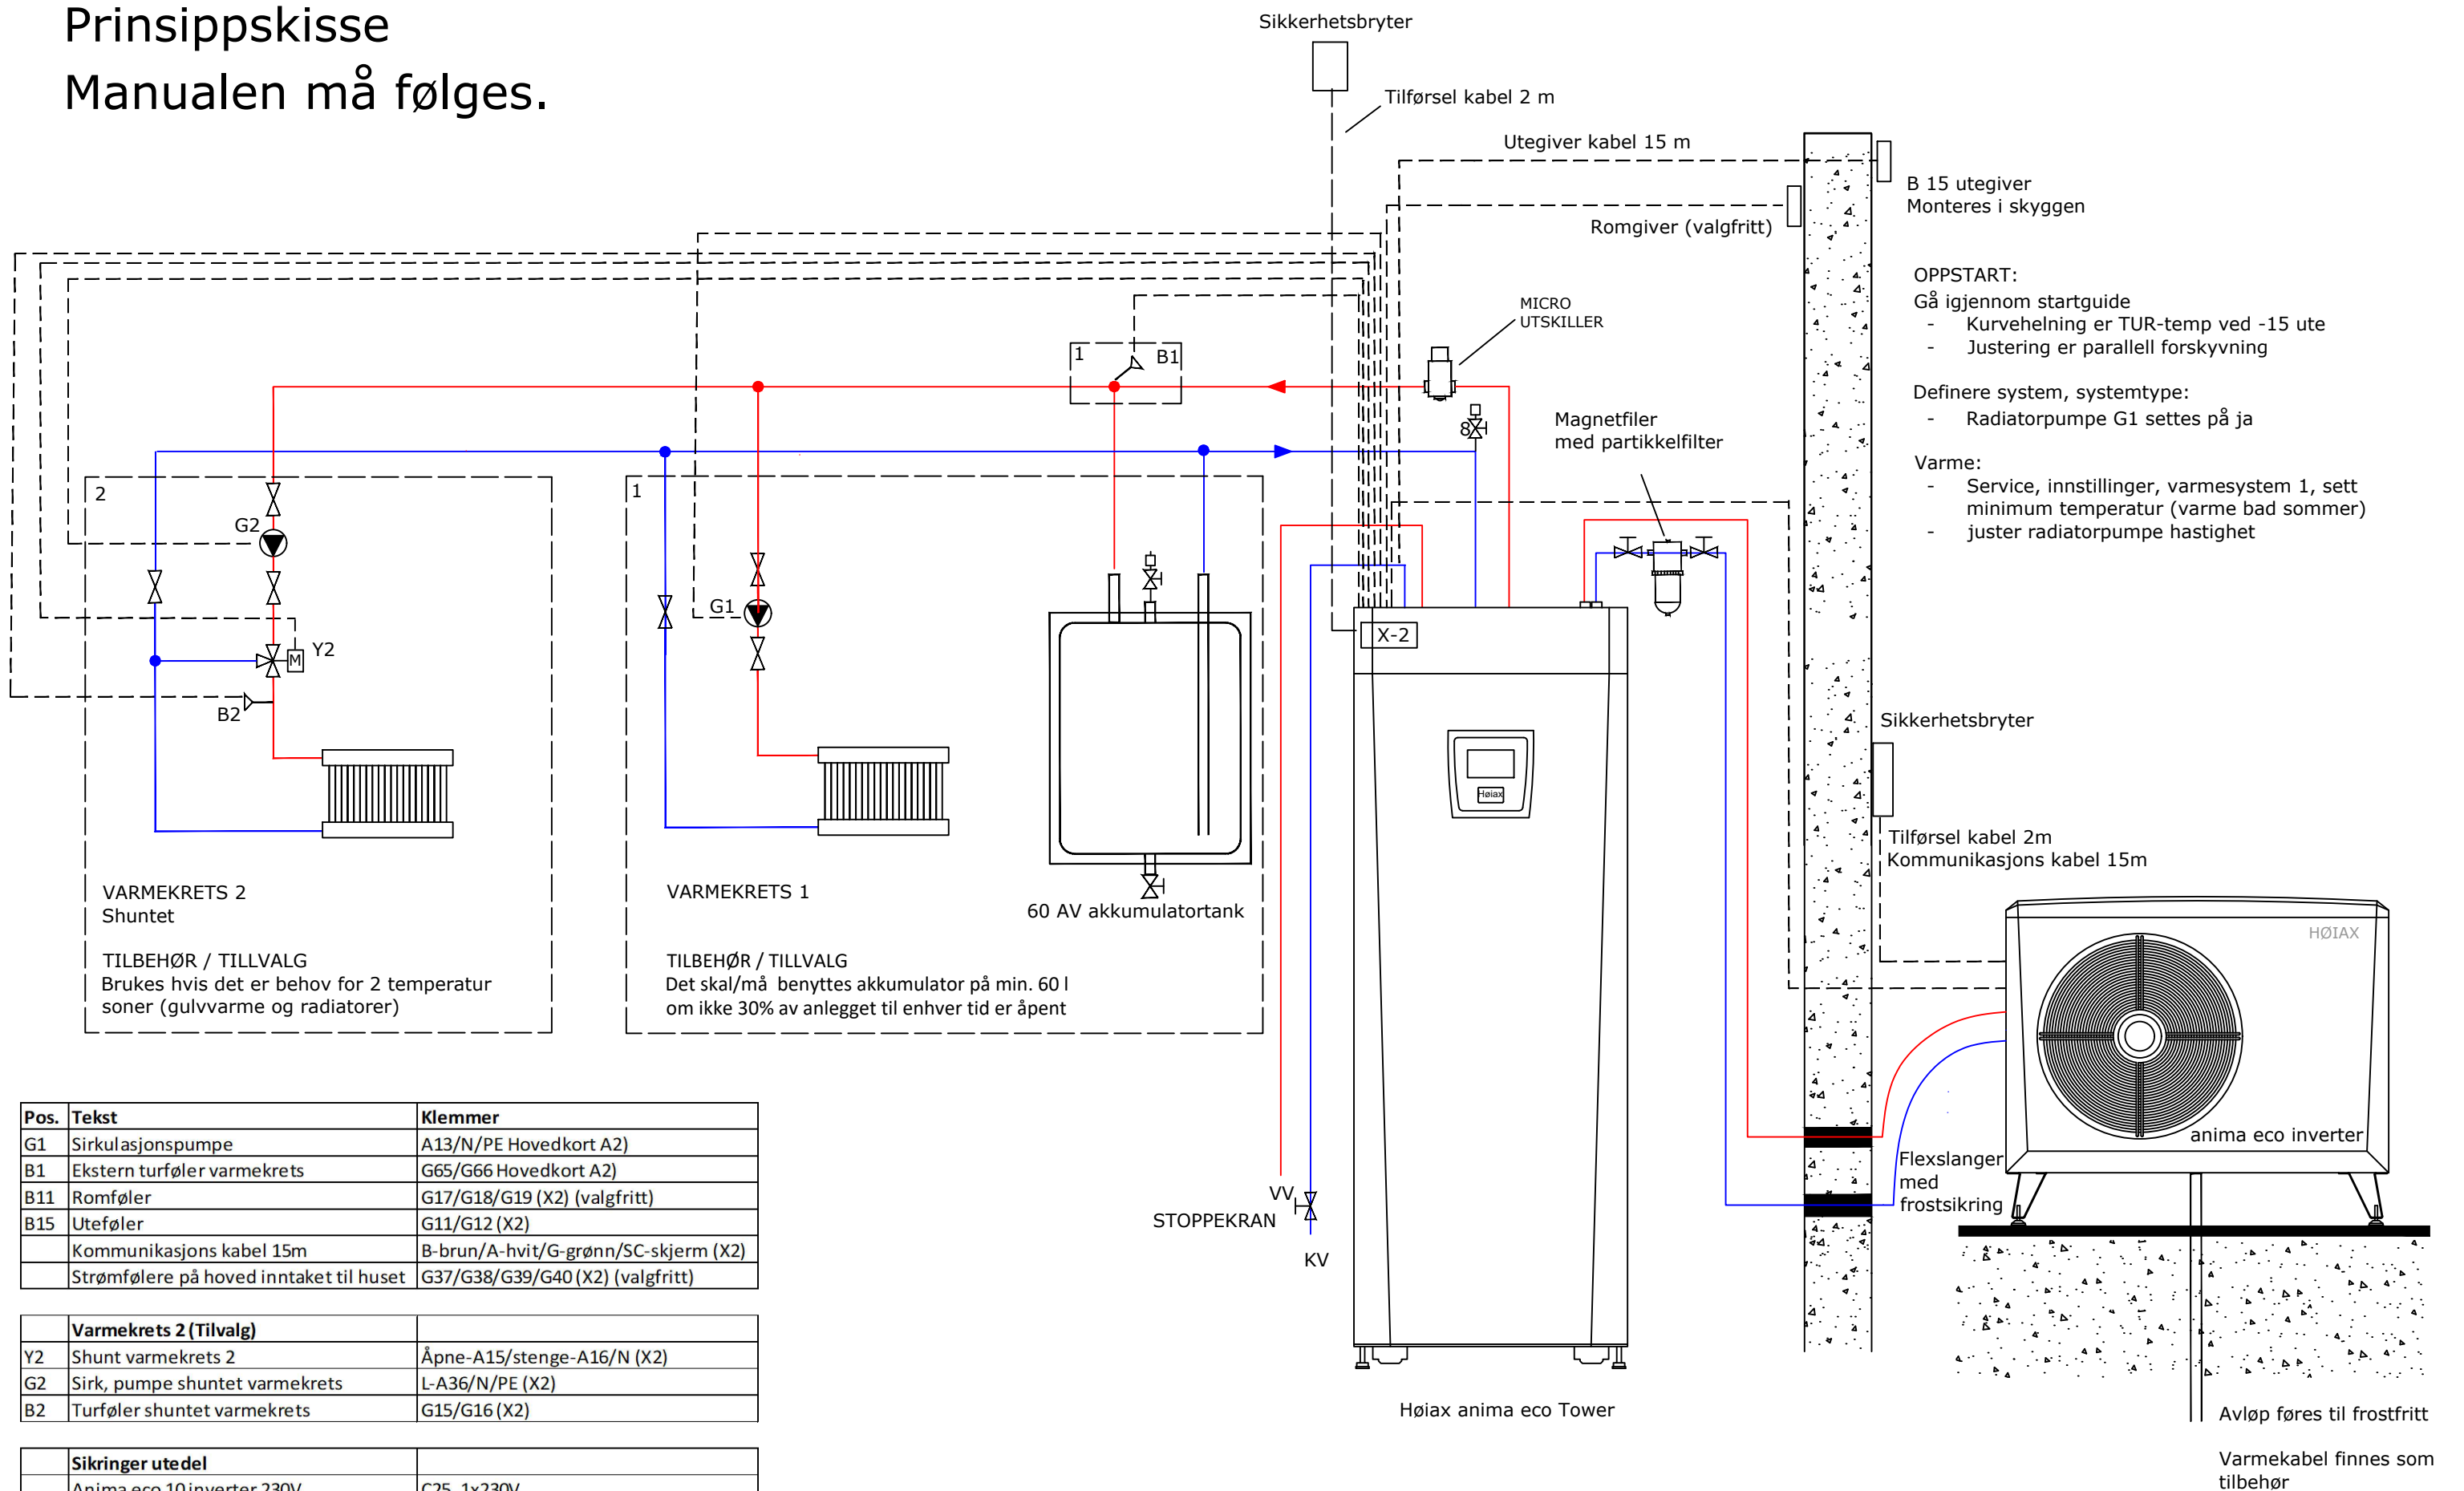 Prinsippskisse
Manualen må følges.
Sikkerhetsbryter
Tilførsel kabel 2 m
Utegiver kabel 15 m
B 15 utegiver
Monteres i skyggen
Romgiver (valgfritt)
OPPSTART:
Gå igjennom startguide
- Kurvehelning er TUR-temp ved -15 ute
- Justering er parallell forskyvning
Definere system, systemtype:
- Radiatorpumpe G1 settes på ja
Varme:
- Service, innstillinger, varmesystem 1, sett
minimum temperatur (varme bad sommer)
- juster radiatorpumpe hastighet
MICRO
UTSKILLER
1 B1
8
Magnetfiler
med partikkelfilter
2
G2
Y2
M
B2
1
G1
X-2
Høiax
VARMEKRETS 2
Shuntet
TILBEHØR / TILLVALG
Brukes hvis det er behov for 2 temperatur
soner (gulvvarme og radiatorer)
VARMEKRETS 1
60 AV akkumulatortank
TILBEHØR / TILLVALG
Det skal/må benyttes akkumulator på min. 60 l
om ikke 30% av anlegget til enhver tid er åpent
Sikkerhetsbryter
Tilførsel kabel 2m
Kommunikasjons kabel 15m
HØIAX
anima eco inverter
Flexslanger
med
frostsikring
VV
STOPPEKRAN
KV
Høiax anima eco Tower
Avløp føres til frostfritt
Varmekabel finnes som
tilbehør
Pos. Tekst Klemmer
G1 Sirkulasjonspumpe A13/N/PE Hovedkort A2)
B1 Ekstern turføler varmekrets G65/G66 Hovedkort A2)
B11 Romføler G17/G18/G19 (X2) (valgfritt)
B15 Uteføler G11/G12 (X2)
Kommunikasjons kabel 15m B-brun/A-hvit/G-grønn/SC-skjerm (X2)
Strømfølere på hoved inntaket til huset G37/G38/G39/G40 (X2) (valgfritt)
Varmekrets 2 (Tilvalg)
Y2 Shunt varmekrets 2 Åpne-A15/stenge-A16/N (X2)
G2 Sirk, pumpe shuntet varmekrets L-A36/N/PE (X2)
B2 Turføler shuntet varmekrets G15/G16 (X2)
Sikringer utedel
Anima eco 10 inverter 230V C25 1x230V